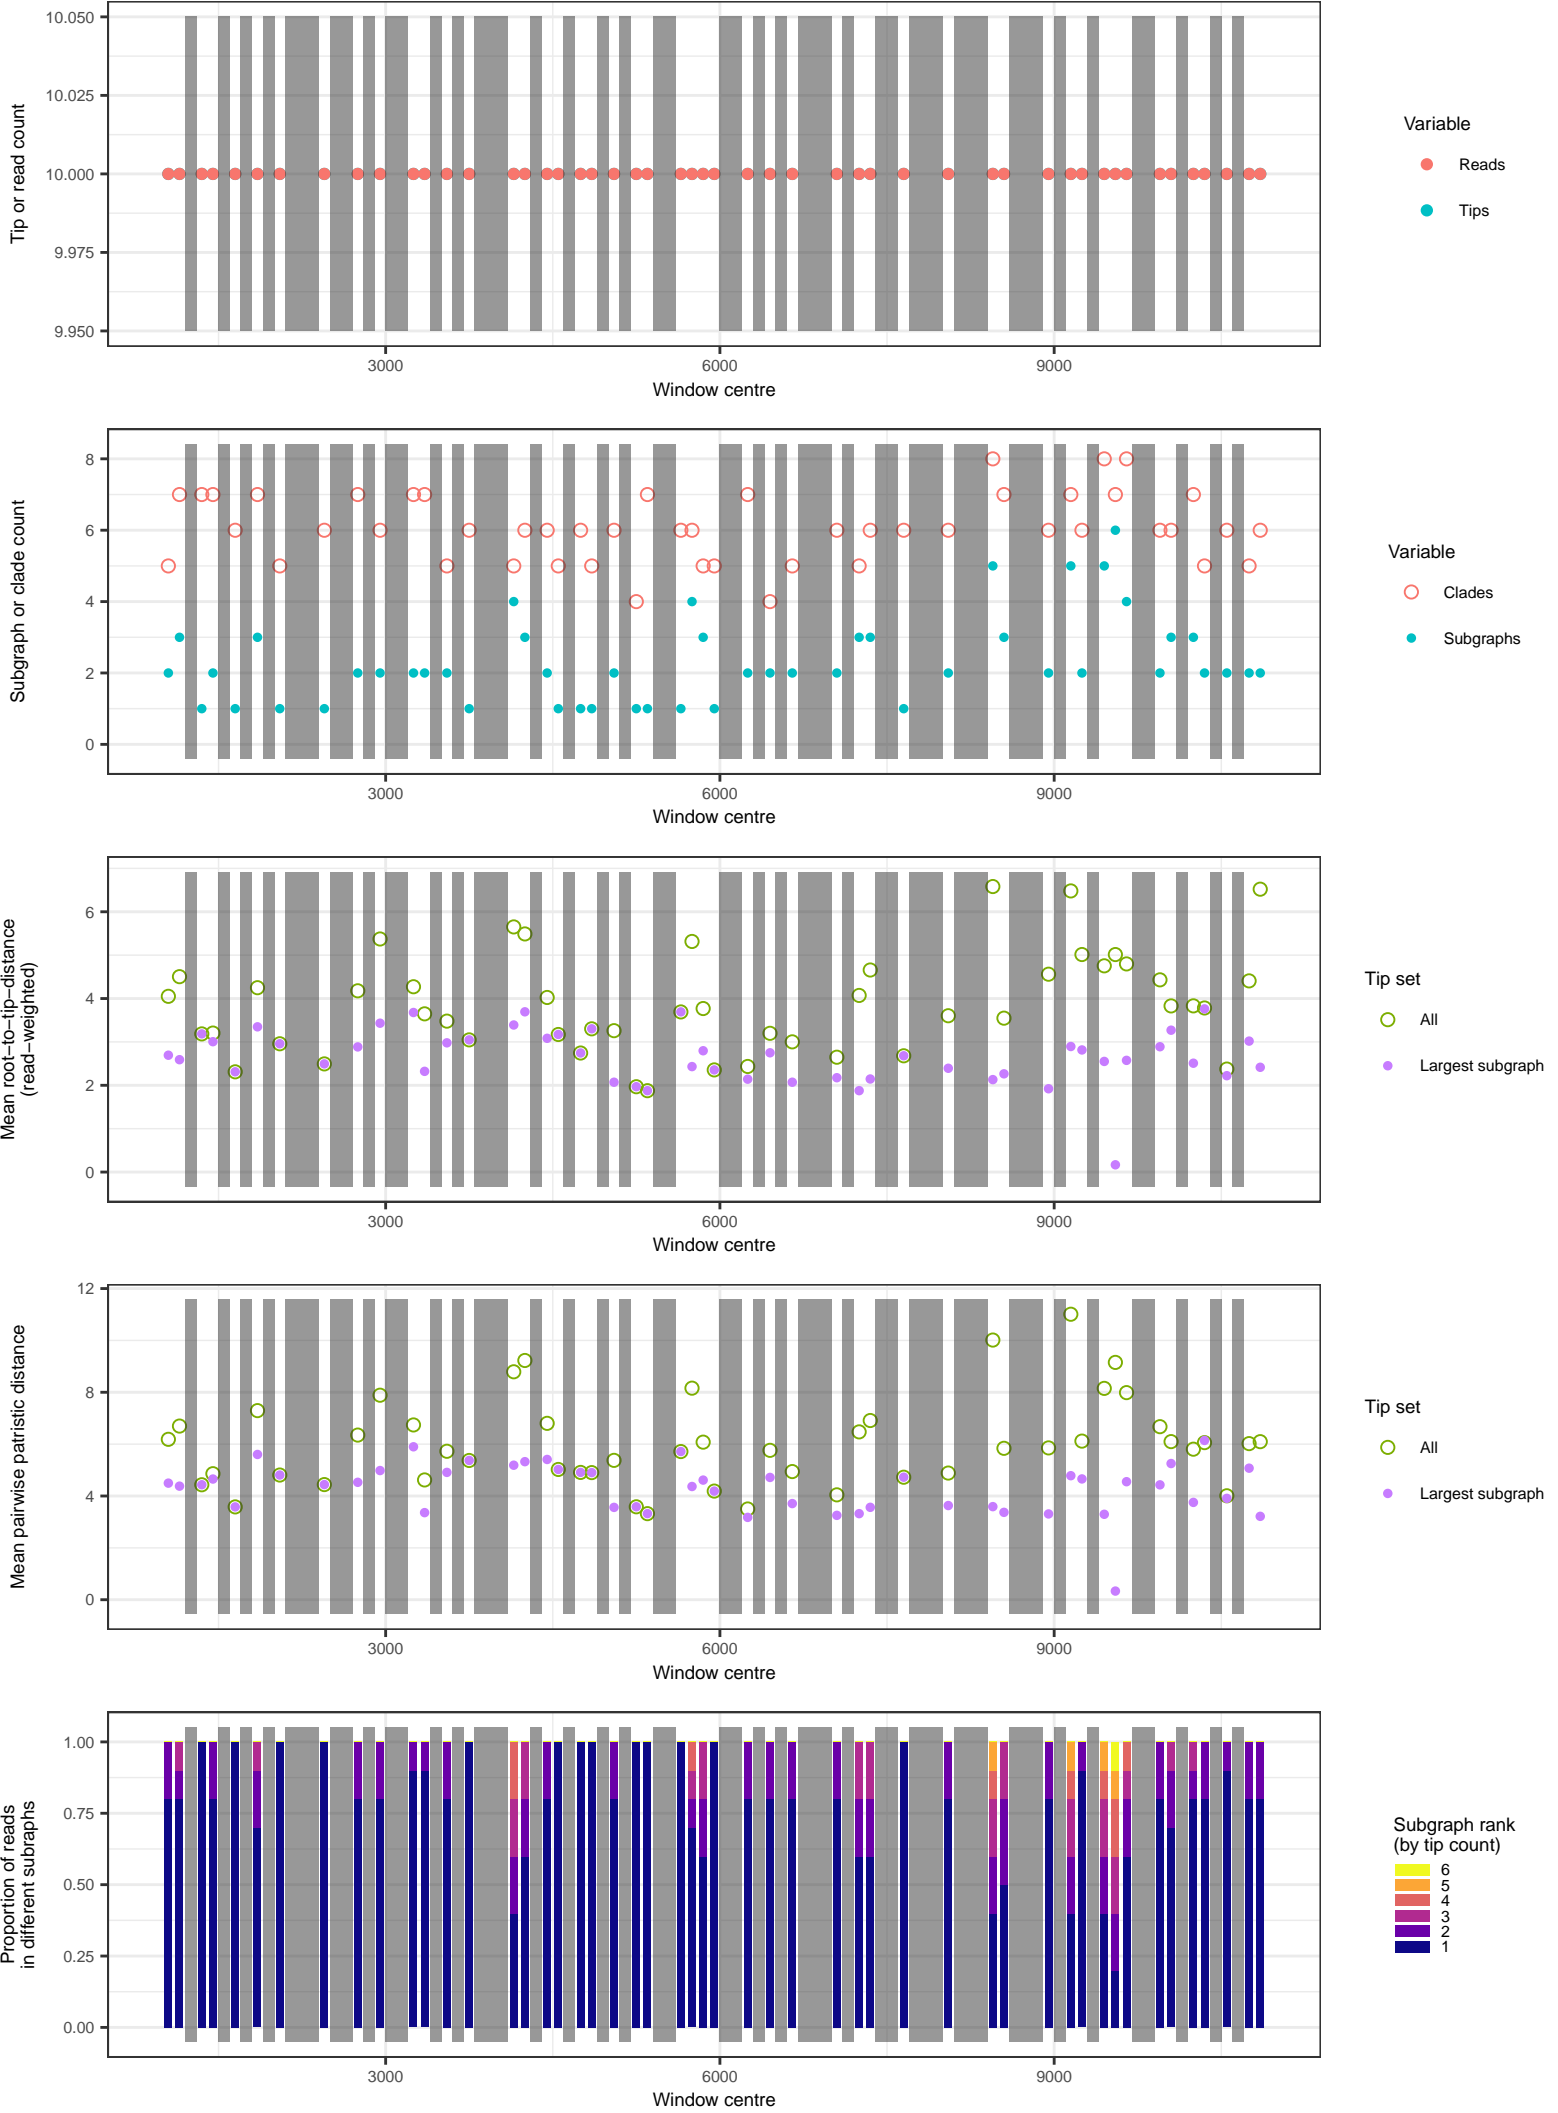 10.050
10.025
10.000
9.975
9.950
Tip or read count
3000
6000
9000
Window centre
Variable
Reads
Tips
8
6
4
2
0
Subgraph or clade count
3000
6000
9000
Window centre
Variable
Clades
Subgraphs
6
4
2
0
Mean root−to−tip−distance
(read−weighted)
3000
6000
9000
Window centre
Tip set
All
Largest subgraph
12
8
4
0
Mean pairwise patristic distance
3000
6000
9000
Window centre
Tip set
All
Largest subgraph
1.00
0.75
0.50
0.25
0.00
Proportion of reads
in different subraphs
3000
6000
9000
Window centre
Subgraph rank
(by tip count)
6
5
4
3
2
1